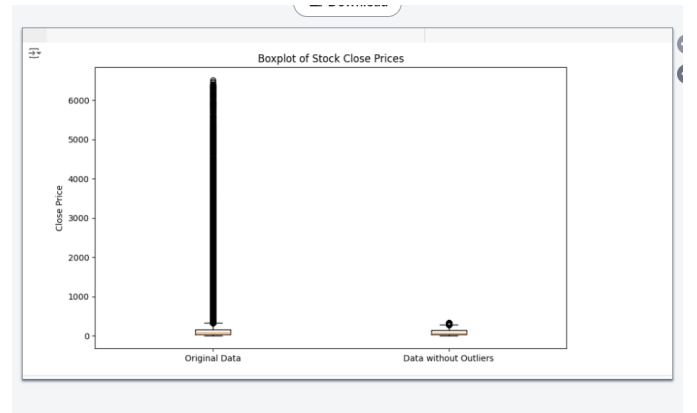 Download
Boxplot of Stock Close Prices
6000
5000
4000
3000
2000
1000
0
Close Price
Original Data
Data without Outliers